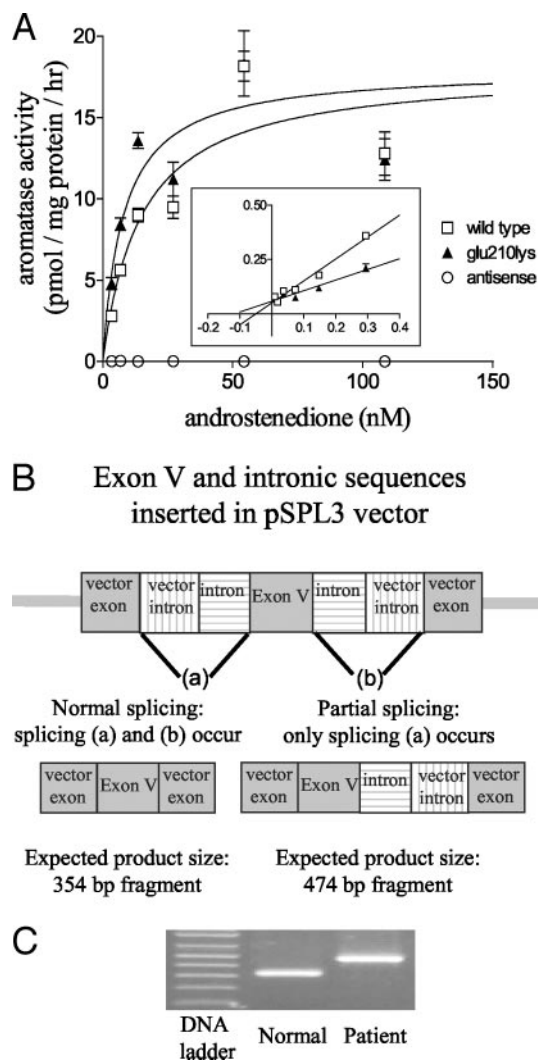 A
aromatase activity
(pmol / mg protein / hr)
20
15
10
5
0
0.50
0.25
-0.2 -0.1 0.0 0.1 0.2 0.3 0.4
wild type
glu210lys
antisense
0 50 100 150
androstenedione (nM)
B
Exon V and intronic sequences
inserted in pSPL3 vector
vector
exon
vector
intron
intron
Exon V
intron
vector
intron
vector
exon
(a)
(b)
Normal splicing:
splicing (a) and (b) occur
Partial splicing:
only splicing (a) occurs
vector
exon
Exon V
vector
exon
vector
exon
Exon V
intron
vector
intron
vector
exon
Expected product size:
354 bp fragment
Expected product size:
474 bp fragment
C
DNA
ladder
Normal
Patient